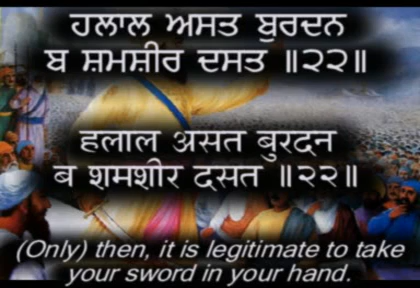 ਹਲਾਲ ਅਸਤ ਬੁਰਦਨ
ਬ ਸ਼ਮਸ਼ੀਰ ਦਸਤ ॥੨੨॥
हलाल असत बुरदन
ब शमशीर दसत ॥२२॥
(Only) then, it is legitimate to take
your sword in your hand.